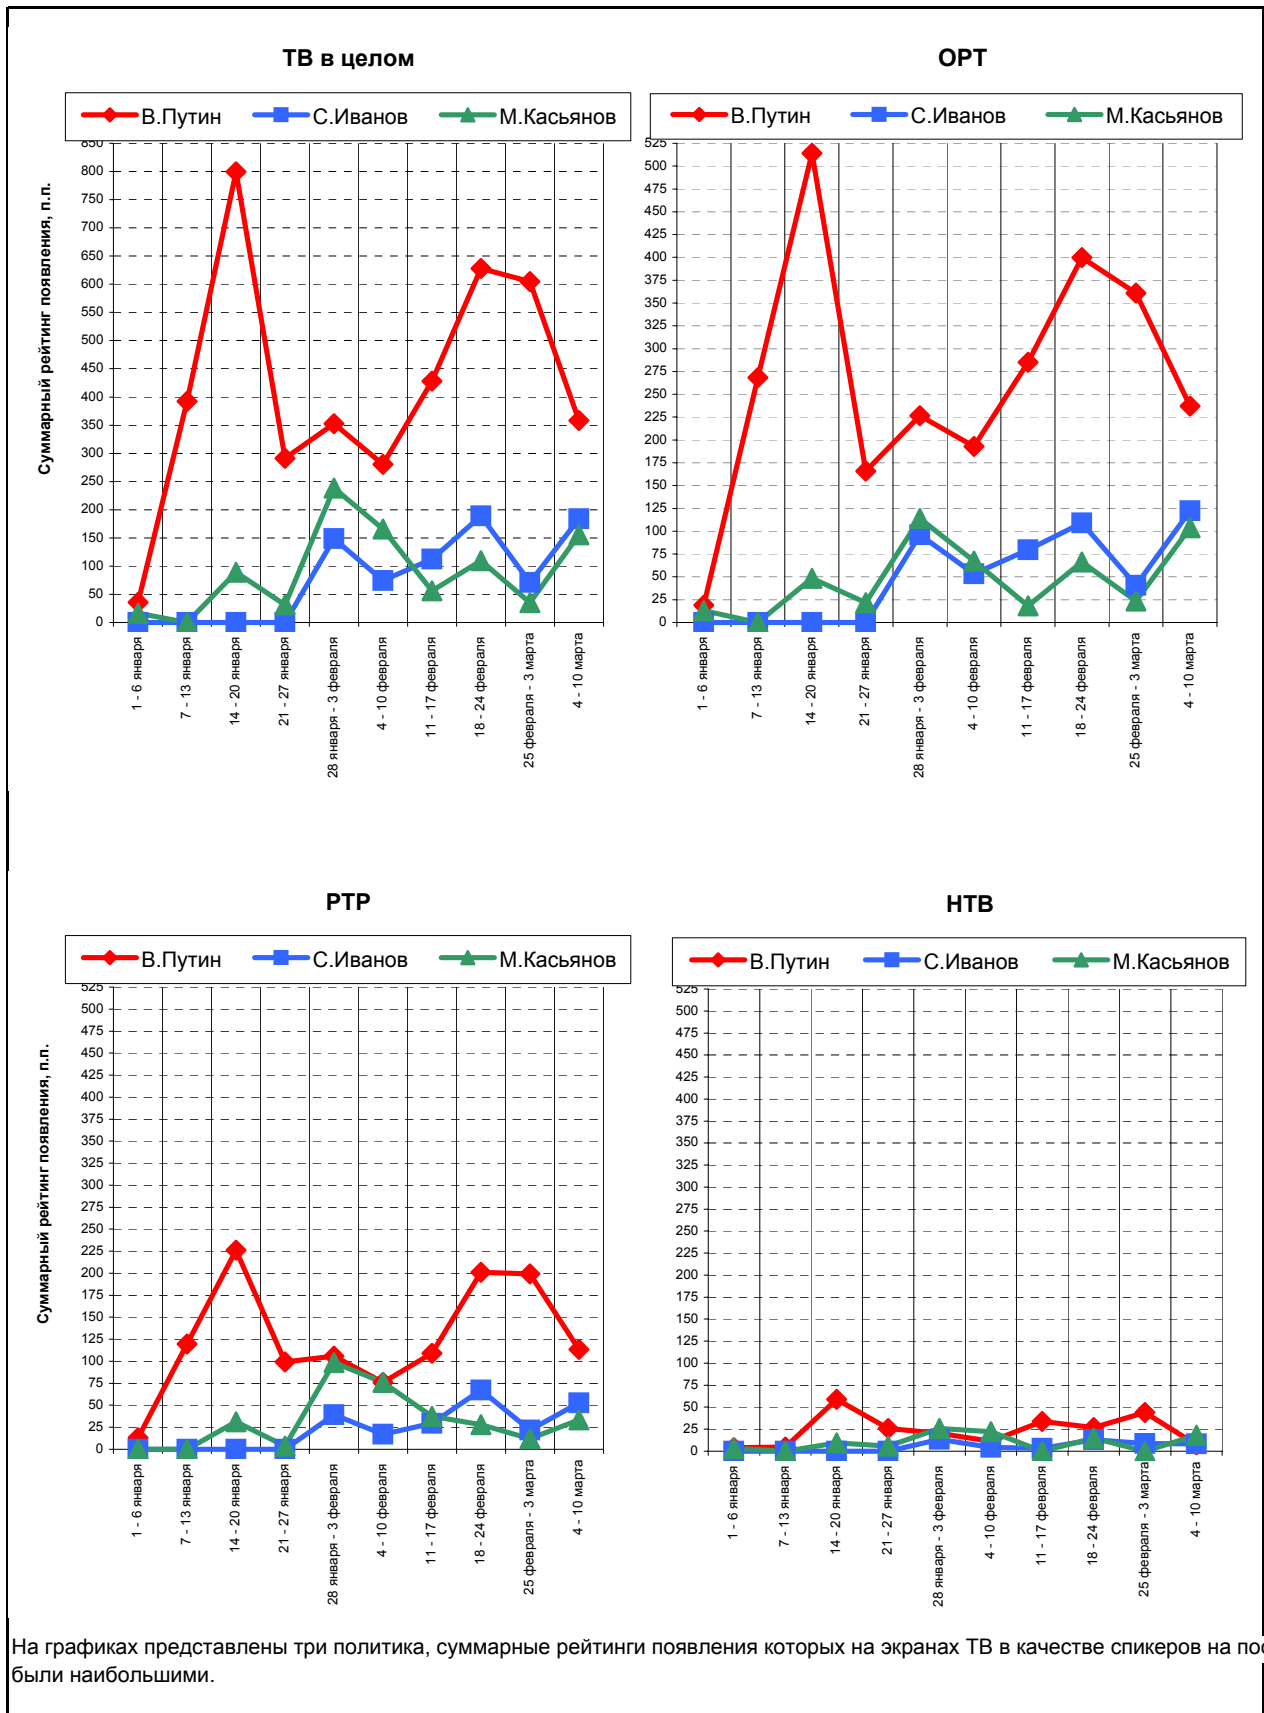 ТВ в целом
В.Путин С.Иванов М.Касьянов
Суммарный рейтинг появления, п.п.
850
800
750
700
650
600
550
500
450
400
350
300
250
200
150
100
50
0
1 - 6 января
7 - 13 января
14 - 20 января
21 - 27 января
28 января - 3 февраля
4 - 10 февраля
11 - 17 февраля
18 - 24 февраля
25 февраля - 3 марта
4 - 10 марта
ОРТ
В.Путин С.Иванов М.Касьянов
525
500
475
450
425
400
375
350
325
300
275
250
225
200
175
150
125
100
75
50
25
0
1 - 6 января
7 - 13 января
14 - 20 января
21 - 27 января
28 января - 3 февраля
4 - 10 февраля
11 - 17 февраля
18 - 24 февраля
25 февраля - 3 марта
4 - 10 марта
РТР
В.Путин С.Иванов М.Касьянов
Суммарный рейтинг появления, п.п.
525
500
475
450
425
400
375
350
325
300
275
250
225
200
175
150
125
100
75
50
25
0
1 - 6 января
7 - 13 января
14 - 20 января
21 - 27 января
28 января - 3 февраля
4 - 10 февраля
11 - 17 февраля
18 - 24 февраля
25 февраля - 3 марта
4 - 10 марта
НТВ
В.Путин С.Иванов М.Касьянов
525
500
475
450
425
400
375
350
325
300
275
250
225
200
175
150
125
100
75
50
25
0
1 - 6 января
7 - 13 января
14 - 20 января
21 - 27 января
28 января - 3 февраля
4 - 10 февраля
11 - 17 февраля
18 - 24 февраля
25 февраля - 3 марта
4 - 10 марта
На графиках представлены три политика, суммарные рейтинги появления которых на экранах ТВ в качестве спикеров на
были наибольшими.